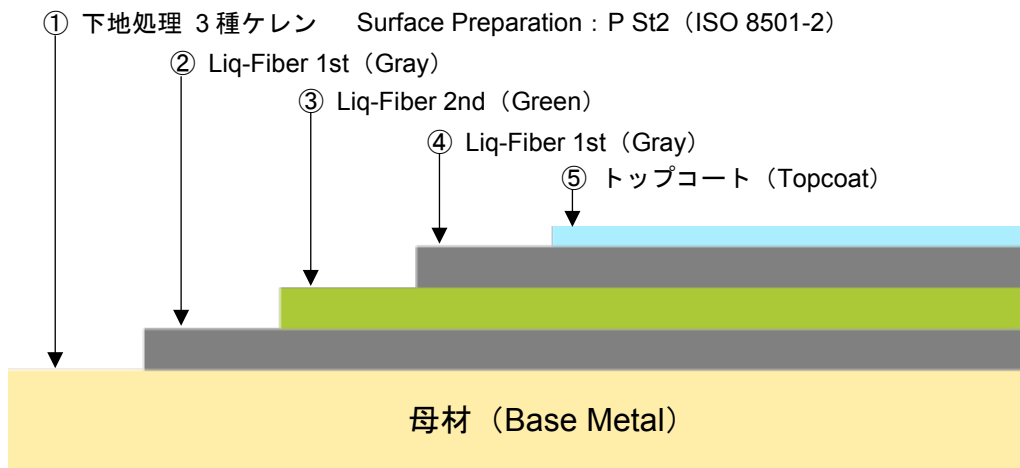 ① 下地処理 3種ケレン Surface Preparation：P St2（ISO 8501-2）
② Liq-Fiber 1st（Gray）
③ Liq-Fiber 2nd（Green）
④ Liq-Fiber 1st（Gray）
⑤ トップコート（Topcoat）
母材（Base Metal）